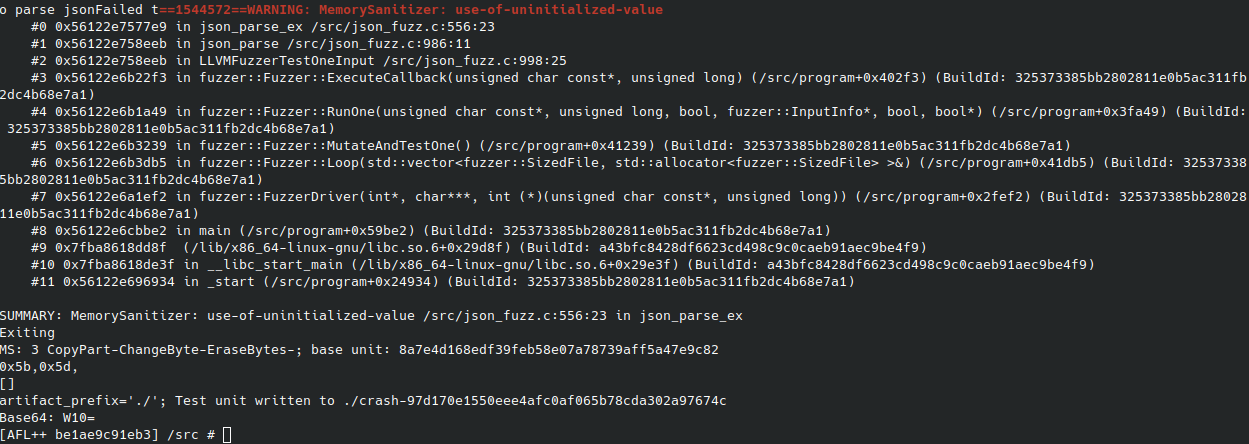 o parse jsonFailed t==1544572==WARNING: MemorySanitizer: use-of-uninitialized-value
    #0 0x56122e7577e9 in json_parse_ex /src/json_fuzz.c:556:23
    #1 0x56122e758eeb in json_parse /src/json_fuzz.c:986:11
    #2 0x56122e758eeb in LLVMFuzzerTestOneInput /src/json_fuzz.c:998:25
    #3 0x56122e6b22f3 in fuzzer::Fuzzer::ExecuteCallback(unsigned char const*, unsigned long) (/src/program+0x402f3) (BuildId: 325373385bb2802811e0b5ac311fb
2dc4b68e7a1)
    #4 0x56122e6b1a49 in fuzzer::Fuzzer::RunOne(unsigned char const*, unsigned long, bool, fuzzer::InputInfo*, bool, bool*) (/src/program+0x3fa49) (BuildId:
 325373385bb2802811e0b5ac311fb2dc4b68e7a1)
    #5 0x56122e6b3239 in fuzzer::Fuzzer::MutateAndTestOne() (/src/program+0x41239) (BuildId: 325373385bb2802811e0b5ac311fb2dc4b68e7a1)
    #6 0x56122e6b3db5 in fuzzer::Fuzzer::Loop(std::vector<fuzzer::SizedFile, std::allocator<fuzzer::SizedFile> >&) (/src/program+0x41db5) (BuildId: 32537338
5bb2802811e0b5ac311fb2dc4b68e7a1)
    #7 0x56122e6a1ef2 in fuzzer::FuzzerDriver(int*, char***, int (*)(unsigned char const*, unsigned long)) (/src/program+0x2fef2) (BuildId: 325373385bb28028
11e0b5ac311fb2dc4b68e7a1)
    #8 0x56122e6cbbe2 in main (/src/program+0x59be2) (BuildId: 325373385bb2802811e0b5ac311fb2dc4b68e7a1)
    #9 0x7fba8618dd8f  (/lib/x86_64-linux-gnu/libc.so.6+0x29d8f) (BuildId: a43bfc8428df6623cd498c9c0caeb91aec9be4f9)
    #10 0x7fba8618de3f in __libc_start_main (/lib/x86_64-linux-gnu/libc.so.6+0x29e3f) (BuildId: a43bfc8428df6623cd498c9c0caeb91aec9be4f9)
    #11 0x56122e696934 in _start (/src/program+0x24934) (BuildId: 325373385bb2802811e0b5ac311fb2dc4b68e7a1)

SUMMARY: MemorySanitizer: use-of-uninitialized-value /src/json_fuzz.c:556:23 in json_parse_ex
Exiting
MS: 3 CopyPart-ChangeByte-EraseBytes-; base unit: 8a7e4d168edf39feb58e07a78739aff5a47e9c82
0x5b,0x5d,
[]
artifact_prefix='./'; Test unit written to ./crash-97d170e1550eee4afc0af065b78cda302a97674c
Base64: W10=
[AFL++ be1ae9c91eb3] /src #